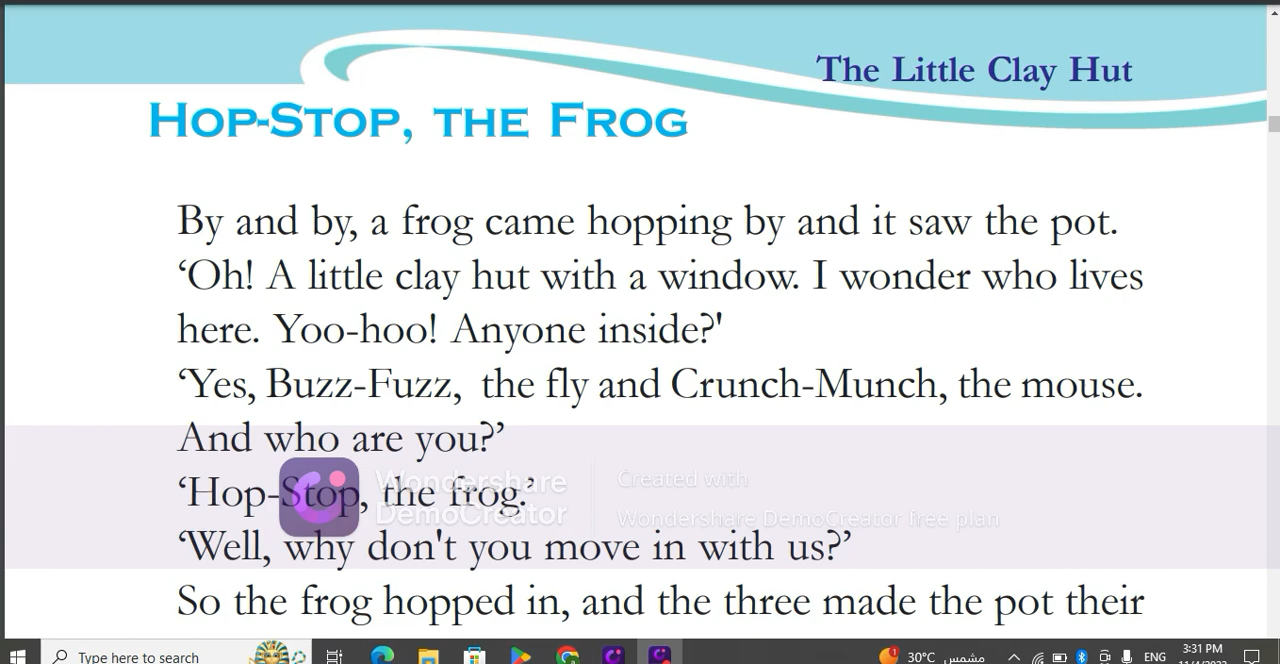 The Little Clay Hut
HOP-STOP, THE FROG
By and by, a frog came hopping by and it saw the pot.
‘Oh! A little clay hut with a window. I wonder who lives
here. Yoo-hoo! Anyone inside?'
‘Yes, Buzz-Fuzz,  the fly and Crunch-Munch, the mouse.
And who are you?’
‘Hop-Stop, the frog.’
Wondershare
DemoCreator
Created with
Wondershare DemoCreator free plan
‘Well, why don't you move in with us?’
So the frog hopped in, and the three made the pot their
Type here to search
1
30°C مشمس
ENG
3:31 PM